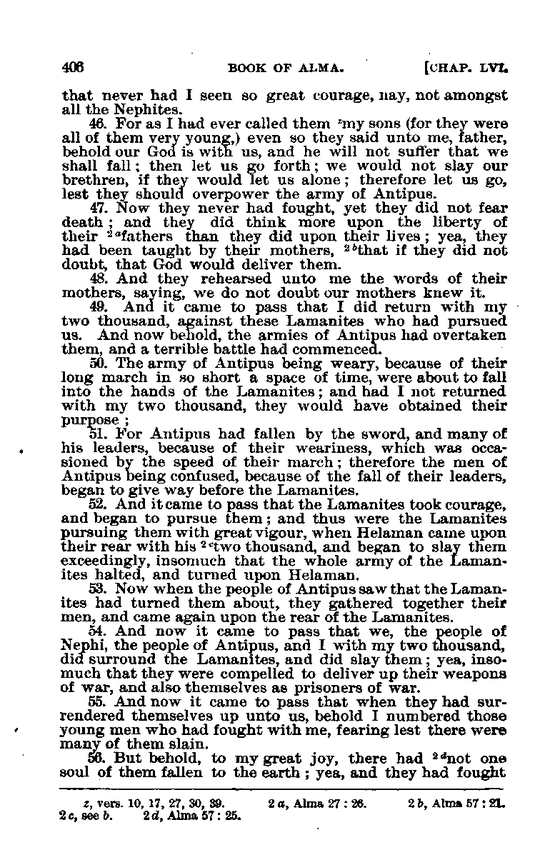 406 BOOK OF ALMA. [CHAP. LVI.
that never had I seen so great courage, nay, not amongst
all the Nephites.
46. For as I had ever called them ᶻmy sons (for they were
all of them very young,) even so they said unto me, father,
behold our God is with us, and he will not suffer that we
shall fall; then let us go forth; we would not slay our
brethren, if they would let us alone; therefore let us go,
lest they should overpower the army of Antipus.
47. Now they never had fought, yet they did not fear
death; and they did think more upon the liberty of
their ²ᵃfathers than they did upon their lives; yea, they
had been taught by their mothers, ²ᵇthat if they did not
doubt, that God would deliver them.
48. And they rehearsed unto me the words of their
mothers, saying, we do not doubt our mothers knew it.
49. And it came to pass that I did return with my
two thousand, against these Lamanites who had pursued
us. And now behold, the armies of Antipus had overtaken
them, and a terrible battle had commenced.
50. The army of Antipus being weary, because of their
long march in so short a space of time, were about to fall
into the hands of the Lamanites; and had I not returned
with my two thousand, they would have obtained their
purpose;
51. For Antipus had fallen by the sword, and many of
his leaders, because of their weariness, which was occa-
sioned by the speed of their march; therefore the men of
Antipus being confused, because of the fall of their leaders,
began to give way before the Lamanites.
52. And it came to pass that the Lamanites took courage,
and began to pursue them; and thus were the Lamanites
pursuing them with great vigour, when Helaman came upon
their rear with his ²ᶜtwo thousand, and began to slay them
exceedingly, insomuch that the whole army of the Laman-
ites halted, and turned upon Helaman.
53. Now when the people of Antipus saw that the Laman-
ites had turned them about, they gathered together their
men, and came again upon the rear of the Lamanites.
54. And now it came to pass that we, the people of
Nephi, the people of Antipus, and I with my two thousand,
did surround the Lamanites, and did slay them; yea, inso-
much that they were compelled to deliver up their weapons
of war, and also themselves as prisoners of war.
55. And now it came to pass that when they had sur-
rendered themselves up unto us, behold I numbered those
young men who had fought with me, fearing lest there were
many of them slain.
56. But behold, to my great joy, there had ²ᵈnot one
soul of them fallen to the earth; yea, and they had fought
z, vers. 10, 17, 27, 30, 39. 2 a, Alma 27 : 26. 2 b, Alma 57 : 21.
2 c, see b. 2 d, Alma 57 : 25.